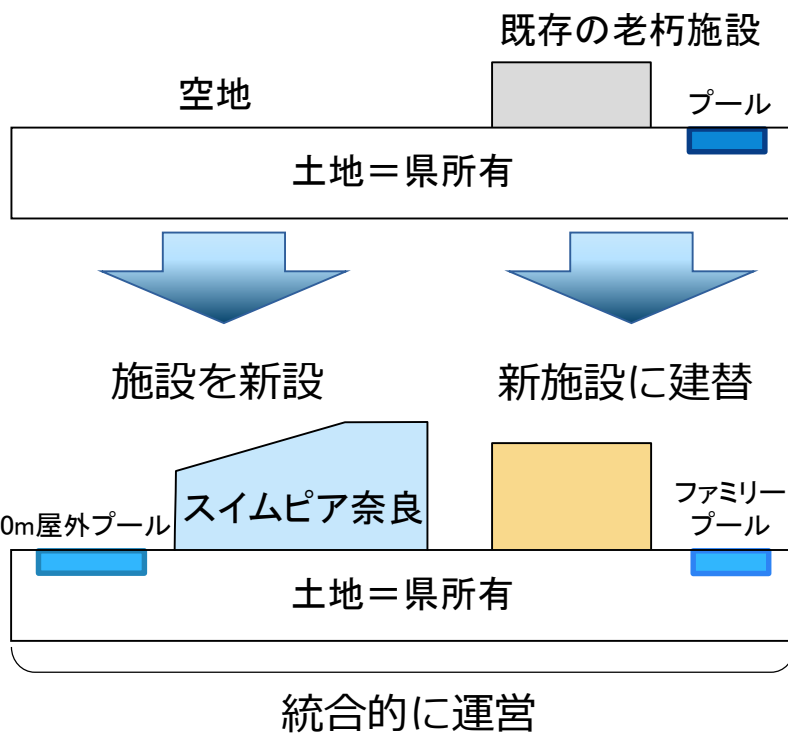 既存の老朽施設
空地
プール
土地＝県所有
施設を新設
新施設に建替
スイムピア奈良
0m屋外プール
ファミリー
プール
土地＝県所有
統合的に運営